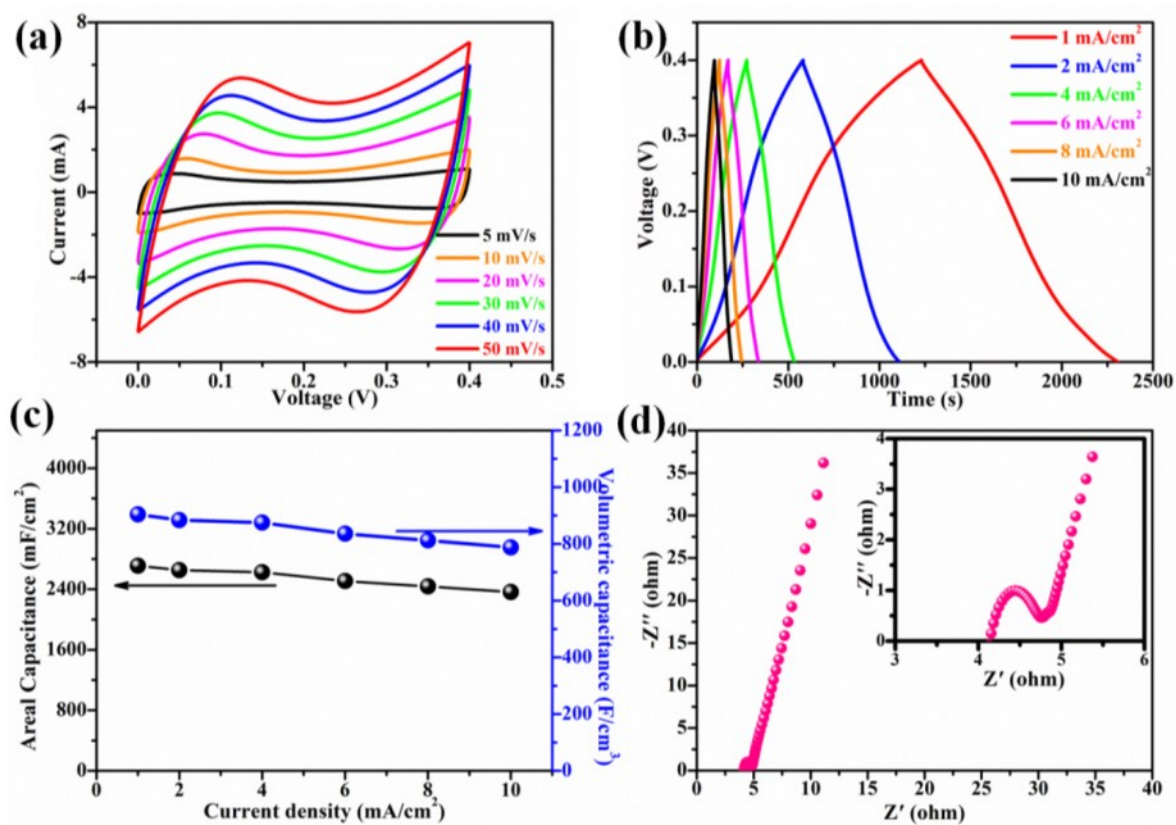 (a)
8
4
0
-4
-8
Current (mA)
5 mV/s
10 mV/s
20 mV/s
30 mV/s
40 mV/s
50 mV/s
0.0 0.1 0.2 0.3 0.4 0.5
Voltage (V)
(b)
0.4
0.3
0.2
0.1
0.0
Voltage (V)
1 mA/cm²
2 mA/cm²
4 mA/cm²
6 mA/cm²
8 mA/cm²
10 mA/cm²
0 500 1000 1500 2000 2500
Time (s)
(c)
4000
3200
2400
1600
800
0
Areal Capacitance (mF/cm²)
1200
1000
800
600
400
200
0
Volumetric capacitance (F/cm³)
0 2 4 6 8 10
Current density (mA/cm²)
(d)
40
35
30
25
20
15
10
5
0
-Z'' (ohm)
0 5 10 15 20 25 30 35 40
Z' (ohm)
4
3
2
1
0
-Z'' (ohm)
3 4 5 6
Z' (ohm)